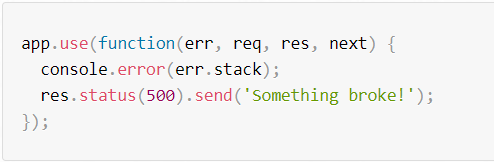 app.use(function(err, req, res, next) {
  console.error(err.stack);
  res.status(500).send('Something broke!');
});